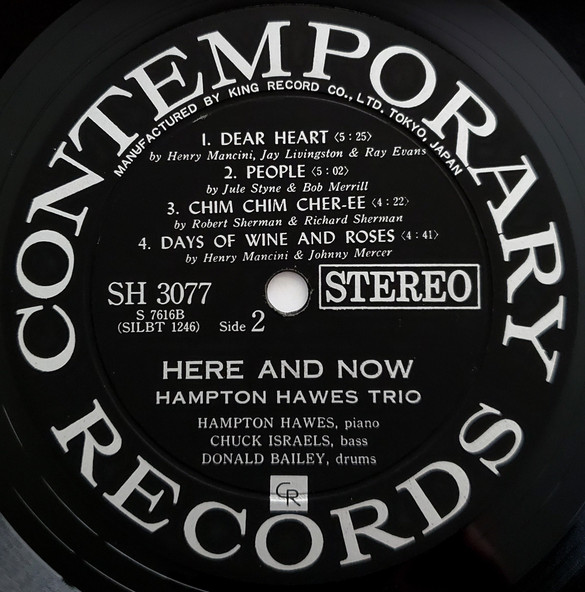 CONTEMPORARY
MANUFACTURED BY KING RECORD CO., LTD. TOKYO, JAPAN
1. DEAR HEART <5:25>
by Henry Mancini, Jay Livingston & Ray Evans
2. PEOPLE <5:02>
by Jule Styne & Bob Merrill
3. CHIM CHIM CHER-EE <4:22>
by Robert Sherman & Richard Sherman
4. DAYS OF WINE AND ROSES <4:41>
by Henry Mancini & Johnny Mercer
SH 3077
STEREO
S 7616B
(SILBT 1246) Side 2
HERE AND NOW
HAMPTON HAWES TRIO
HAMPTON HAWES, piano
CHUCK ISRAELS, bass
DONALD BAILEY, drums
CR
RECORDS